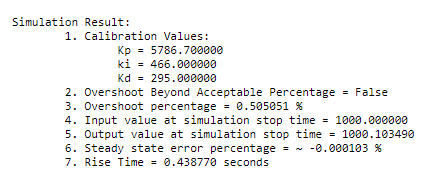 Simulation Result:
1. Calibration Values:
Kp = 5786.700000
ki = 466.000000
Kd = 295.000000
2. Overshoot Beyond Acceptable Percentage = False
3. Overshoot percentage = 0.505051 %
4. Input value at simulation stop time = 1000.000000
5. Output value at simulation stop time = 1000.103490
6. Steady state error percentage = ~ -0.000103 %
7. Rise Time = 0.438770 seconds